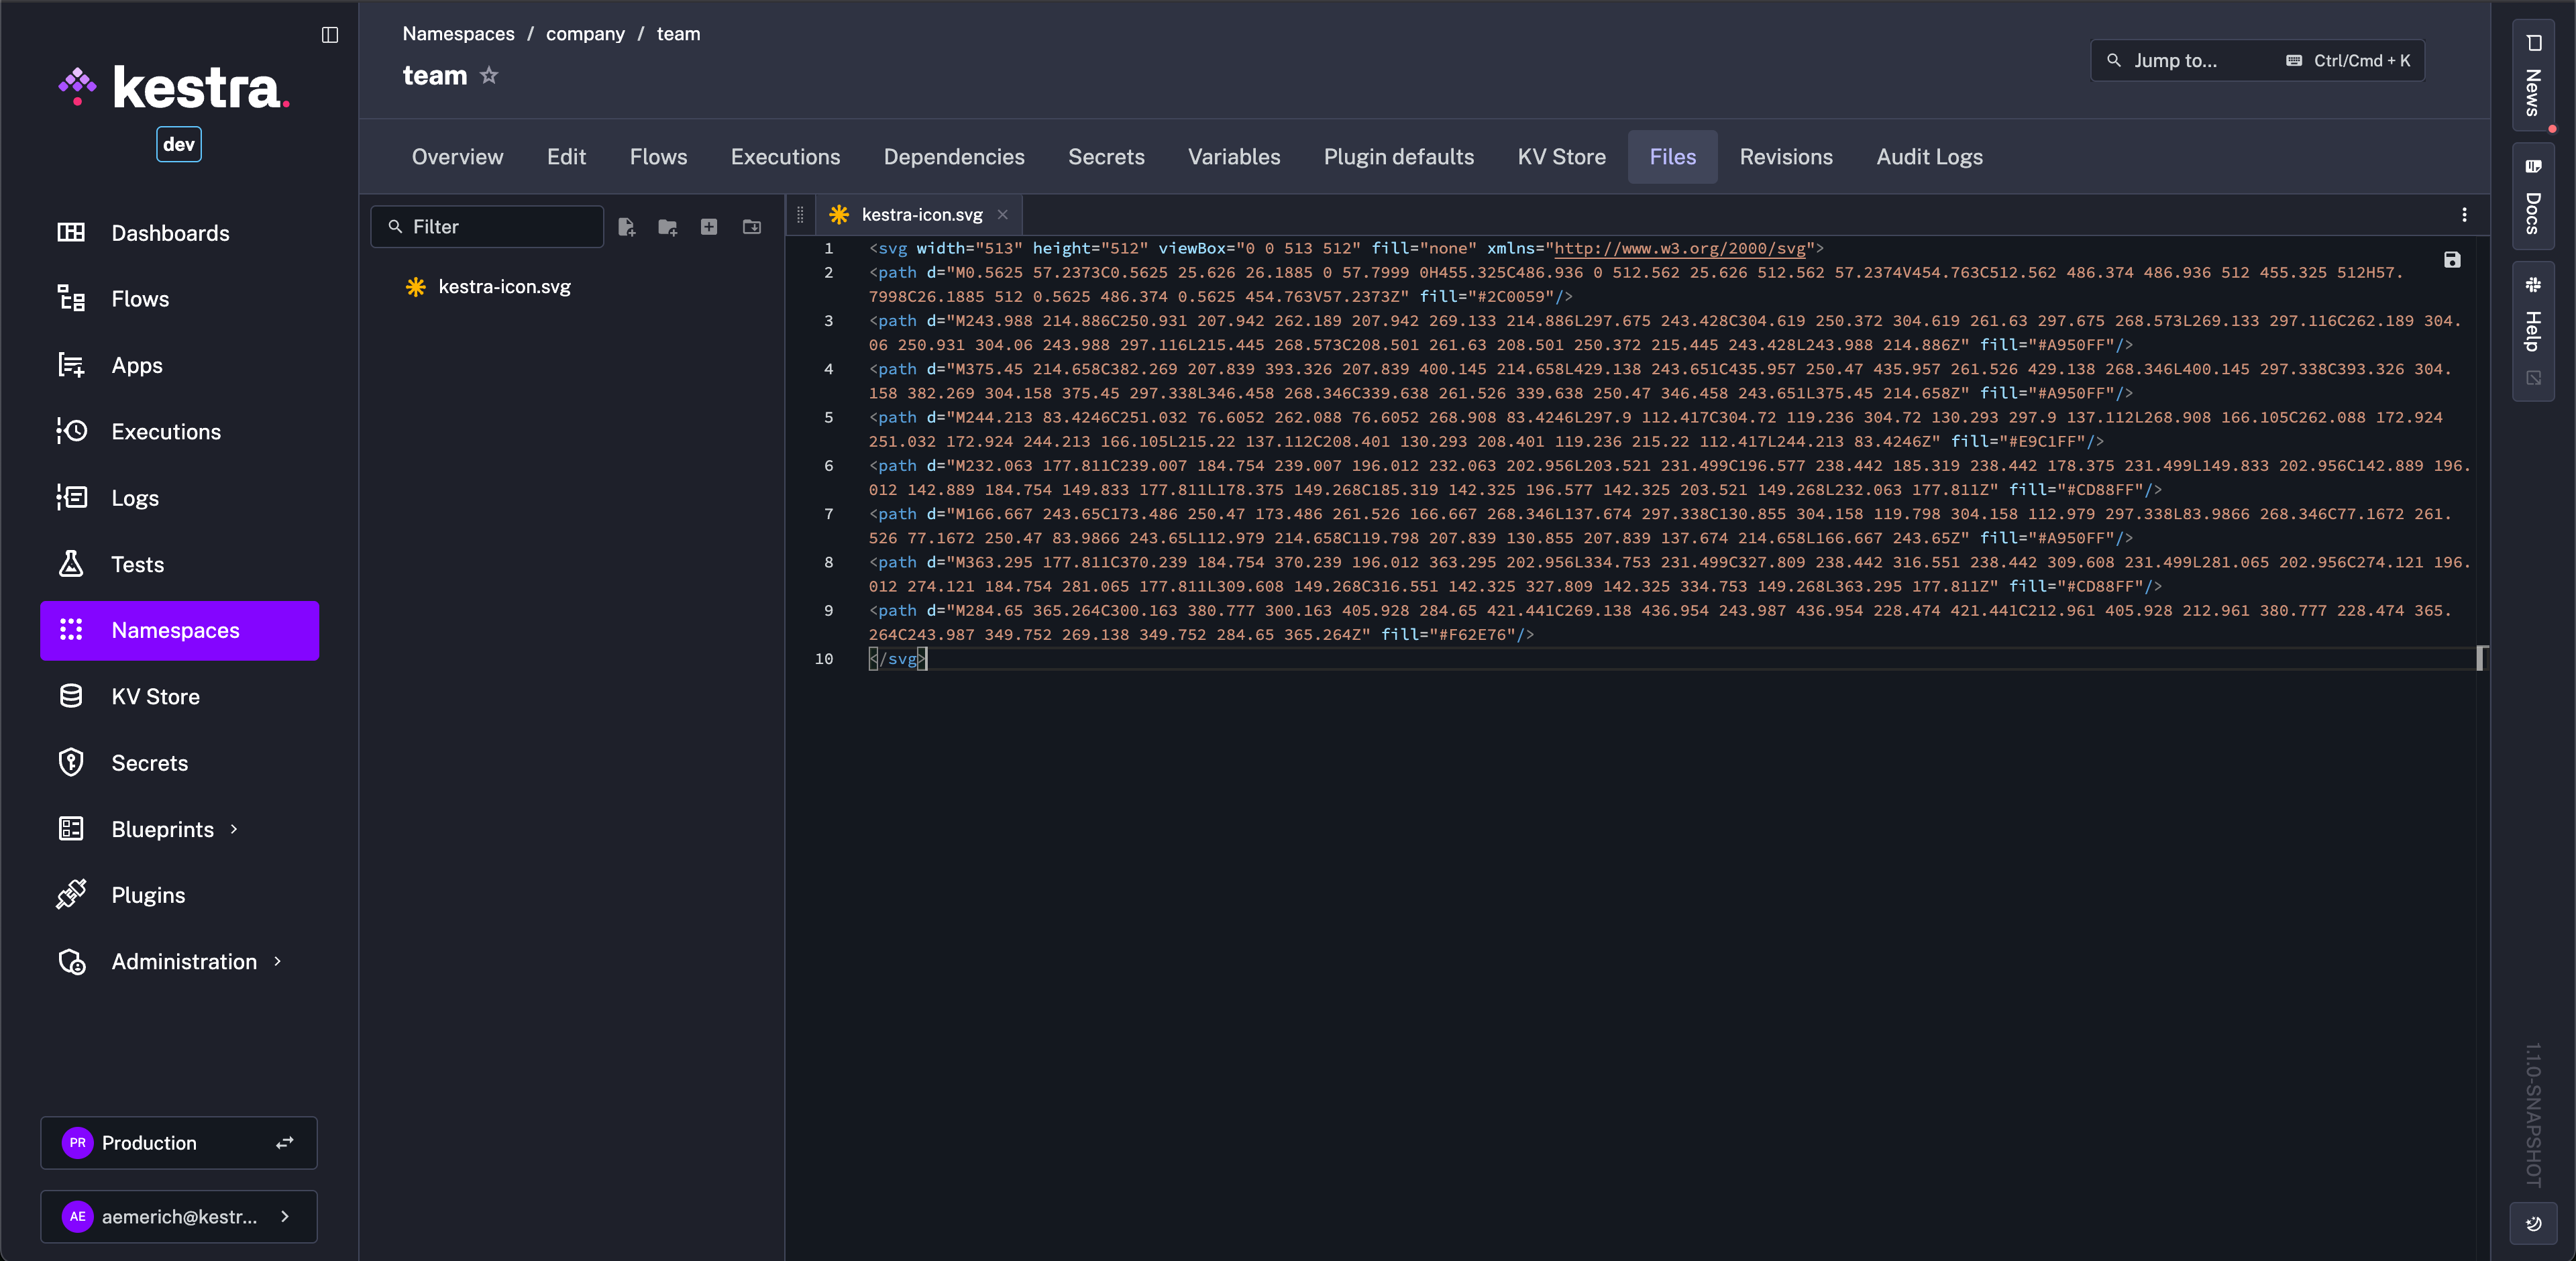 kestra.
dev
Dashboards
Flows
Apps
Executions
Logs
Tests
Namespaces
KV Store
Secrets
Blueprints
Plugins
Administration
PR Production
AE aemerich@kestr...
Namespaces / company / team
team
Jump to... Ctrl/Cmd + K
Overview Edit Flows Executions Dependencies Secrets Variables Plugin defaults KV Store Files Revisions Audit Logs
Filter
kestra-icon.svg
kestra-icon.svg
1 <svg width="513" height="512" viewBox="0 0 513 512" fill="none" xmlns="http://www.w3.org/2000/svg">
2 <path d="M0.5625 57.2373C0.5625 25.626 26.1885 0 57.7999 0H455.325C486.936 0 512.562 25.626 512.562 57.2374V454.763C512.562 486.374 486.936 512 455.325 512H57.
7998C26.1885 512 0.5625 486.374 0.5625 454.763V57.2373Z" fill="#2C0059"/>
3 <path d="M243.988 214.886C250.931 207.942 262.189 207.942 269.133 214.886L297.675 243.428C304.619 250.372 304.619 261.63 297.675 268.573L269.133 297.116C262.189 304.
06 250.931 304.06 243.988 297.116L215.445 268.573C208.501 261.63 208.501 250.372 215.445 243.428L243.988 214.886Z" fill="#A950FF"/>
4 <path d="M375.45 214.658C382.269 207.839 393.326 207.839 400.145 214.658L429.138 243.651C435.957 250.47 435.957 261.526 429.138 268.346L400.145 297.338C393.326 304.
158 382.269 304.158 375.45 297.338L346.458 268.346C339.638 261.526 339.638 250.47 346.458 243.651L375.45 214.658Z" fill="#A950FF"/>
5 <path d="M244.213 83.4246C251.032 76.6052 262.088 76.6052 268.908 83.4246L297.9 112.417C304.72 119.236 304.72 130.293 297.9 137.112L268.908 166.105C262.088 172.924
251.032 172.924 244.213 166.105L215.22 137.112C208.401 130.293 208.401 119.236 215.22 112.417L244.213 83.4246Z" fill="#E9C1FF"/>
6 <path d="M232.063 177.811C239.007 184.754 239.007 196.012 232.063 202.956L203.521 231.499C196.577 238.442 185.319 238.442 178.375 231.499L149.833 202.956C142.889 196.
012 142.889 184.754 149.833 177.811L178.375 149.268C185.319 142.325 196.577 142.325 203.521 149.268L232.063 177.811Z" fill="#CD88FF"/>
7 <path d="M166.667 243.65C173.486 250.47 173.486 261.526 166.667 268.346L137.674 297.338C130.855 304.158 119.798 304.158 112.979 297.338L83.9866 268.346C77.1672 261.
526 77.1672 250.47 83.9866 243.65L112.979 214.658C119.798 207.839 130.855 207.839 137.674 214.658L166.667 243.65Z" fill="#A950FF"/>
8 <path d="M363.295 177.811C370.239 184.754 370.239 196.012 363.295 202.956L334.753 231.499C327.809 238.442 316.551 238.442 309.608 231.499L281.065 202.956C274.121 196.
012 274.121 184.754 281.065 177.811L309.608 149.268C316.551 142.325 327.809 142.325 334.753 149.268L363.295 177.811Z" fill="#CD88FF"/>
9 <path d="M284.65 365.264C300.163 380.777 300.163 405.928 284.65 421.441C269.138 436.954 243.987 436.954 228.474 421.441C212.961 405.928 212.961 380.777 228.474 365.
264C243.987 349.752 269.138 349.752 284.65 365.264Z" fill="#F62E76"/>
10 </svg>
News
Docs
Help
1.1.0-SNAPSHOT